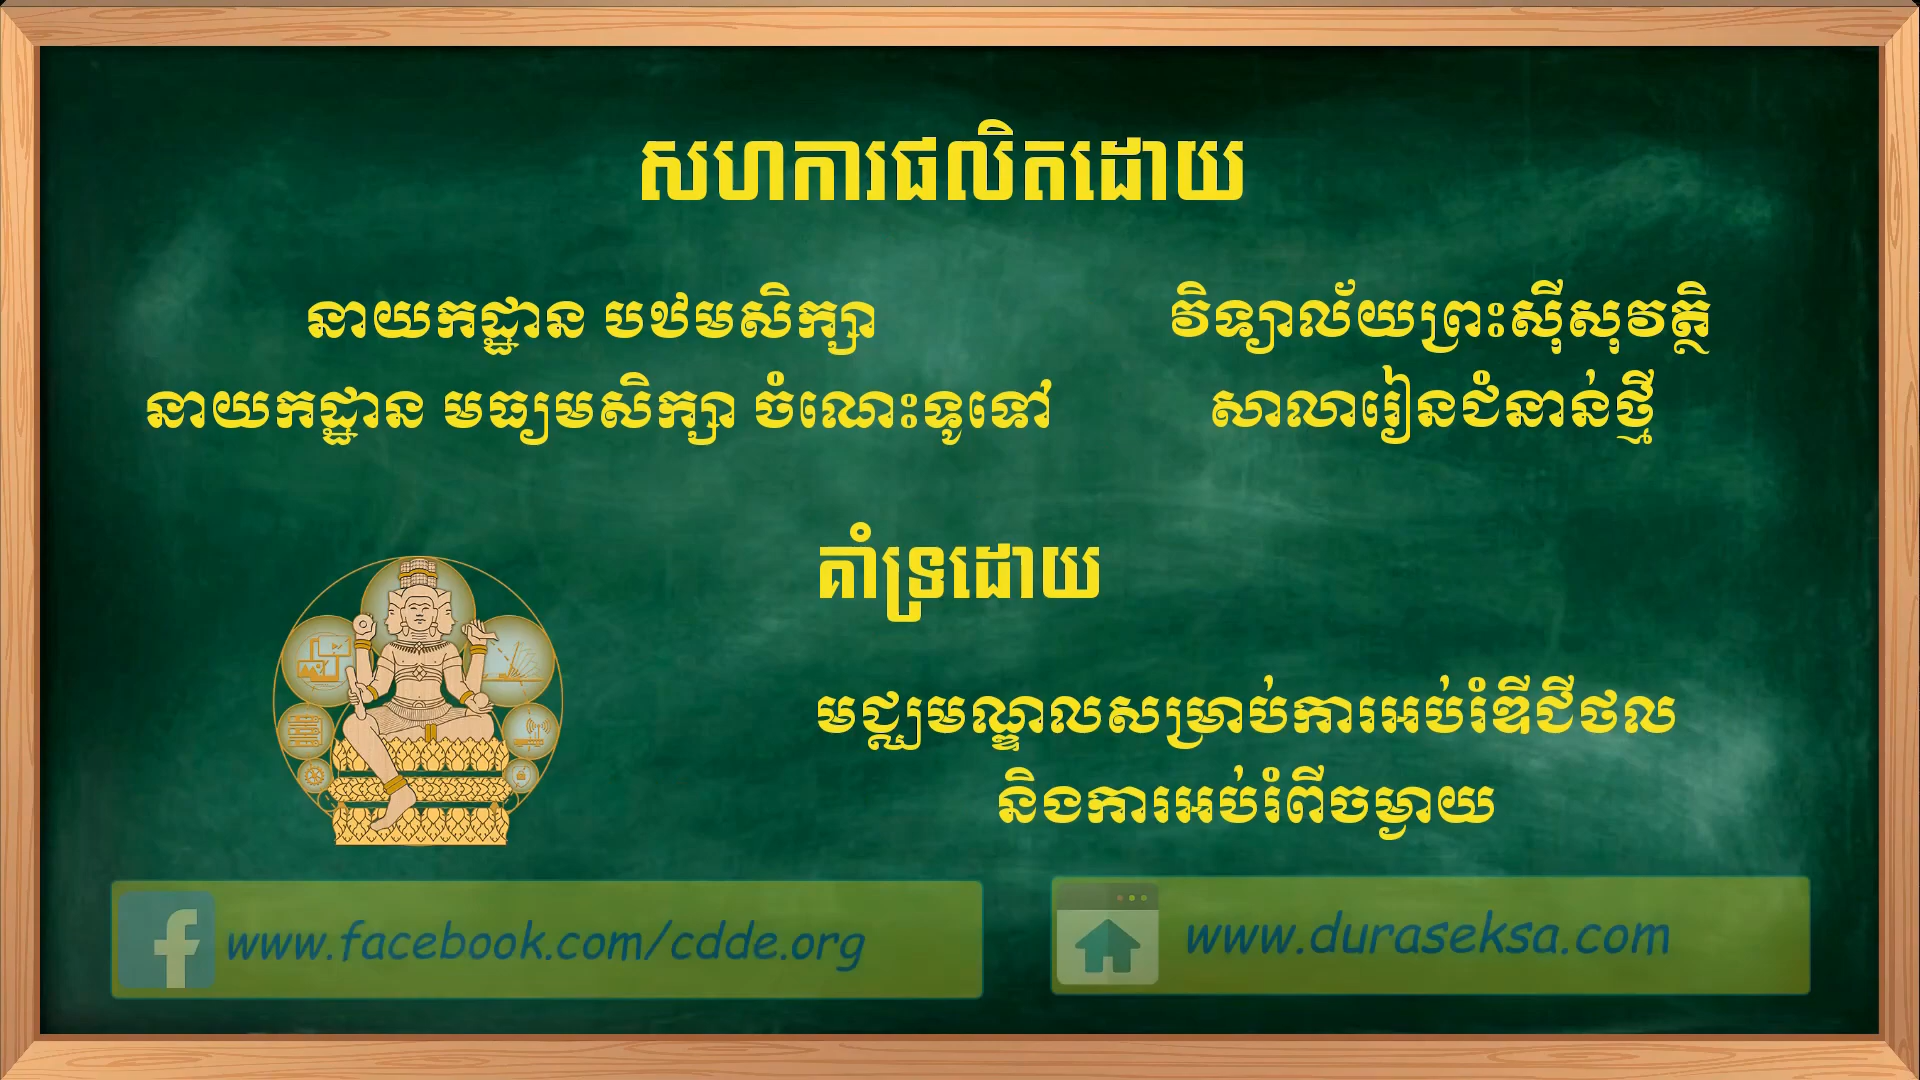 សហការផលិតដោយ
នាយកដ្ឋាន បឋមសិក្សា
នាយកដ្ឋាន មធ្យមសិក្សា ចំណេះទូទៅ
វិទ្យាល័យព្រះស៊ីសុវត្ថិ
សាលារៀនជំនាន់ថ្មី
គាំទ្រដោយ
មជ្ឈមណ្ឌលសម្រាប់ការអប់រំឌីជីថល
និងការអប់រំពីចម្ងាយ
www.facebook.com/cdde.org
www.duraseksa.com